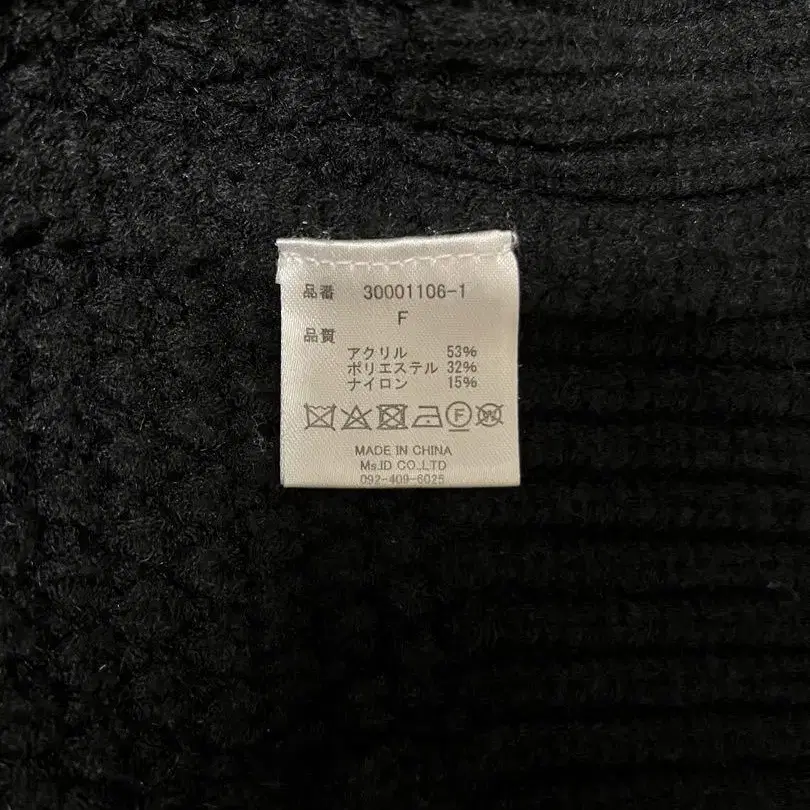 品番 30001106-1
F
品質
アクリル 53%
ポリエステル 32%
ナイロン 15%
F W
MADE IN CHINA
Ms.ID CO.,LTD
092-409-6025